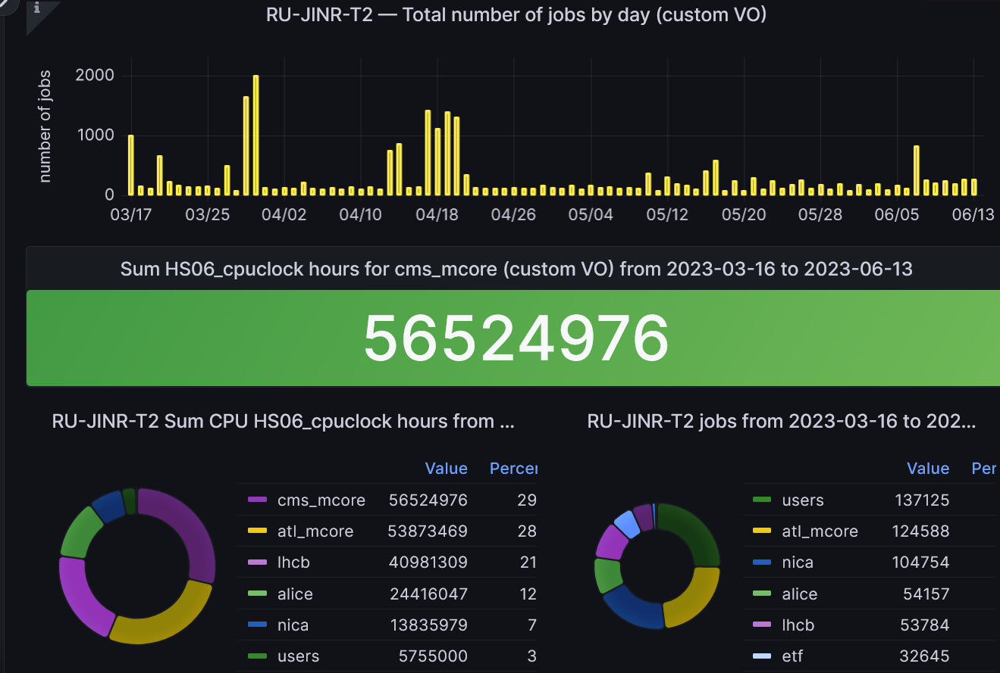 i
RU-JINR-T2 — Total number of jobs by day (custom VO)
number of jobs
2000
1000
0
03/17 03/25 04/02 04/10 04/18 04/26 05/04 05/12 05/20 05/28 06/05 06/13
Sum HS06_cpuclock hours for cms_mcore (custom VO) from 2023-03-16 to 2023-06-13
56524976
RU-JINR-T2 Sum CPU HS06_cpuclock hours from ...
Value Percer
cms_mcore 56524976 29
atl_mcore 53873469 28
lhcb 40981309 21
alice 24416047 12
nica 13835979 7
users 5755000 3
RU-JINR-T2 jobs from 2023-03-16 to 202...
Value Per
users 137125
atl_mcore 124588
nica 104754
alice 54157
lhcb 53784
etf 32645